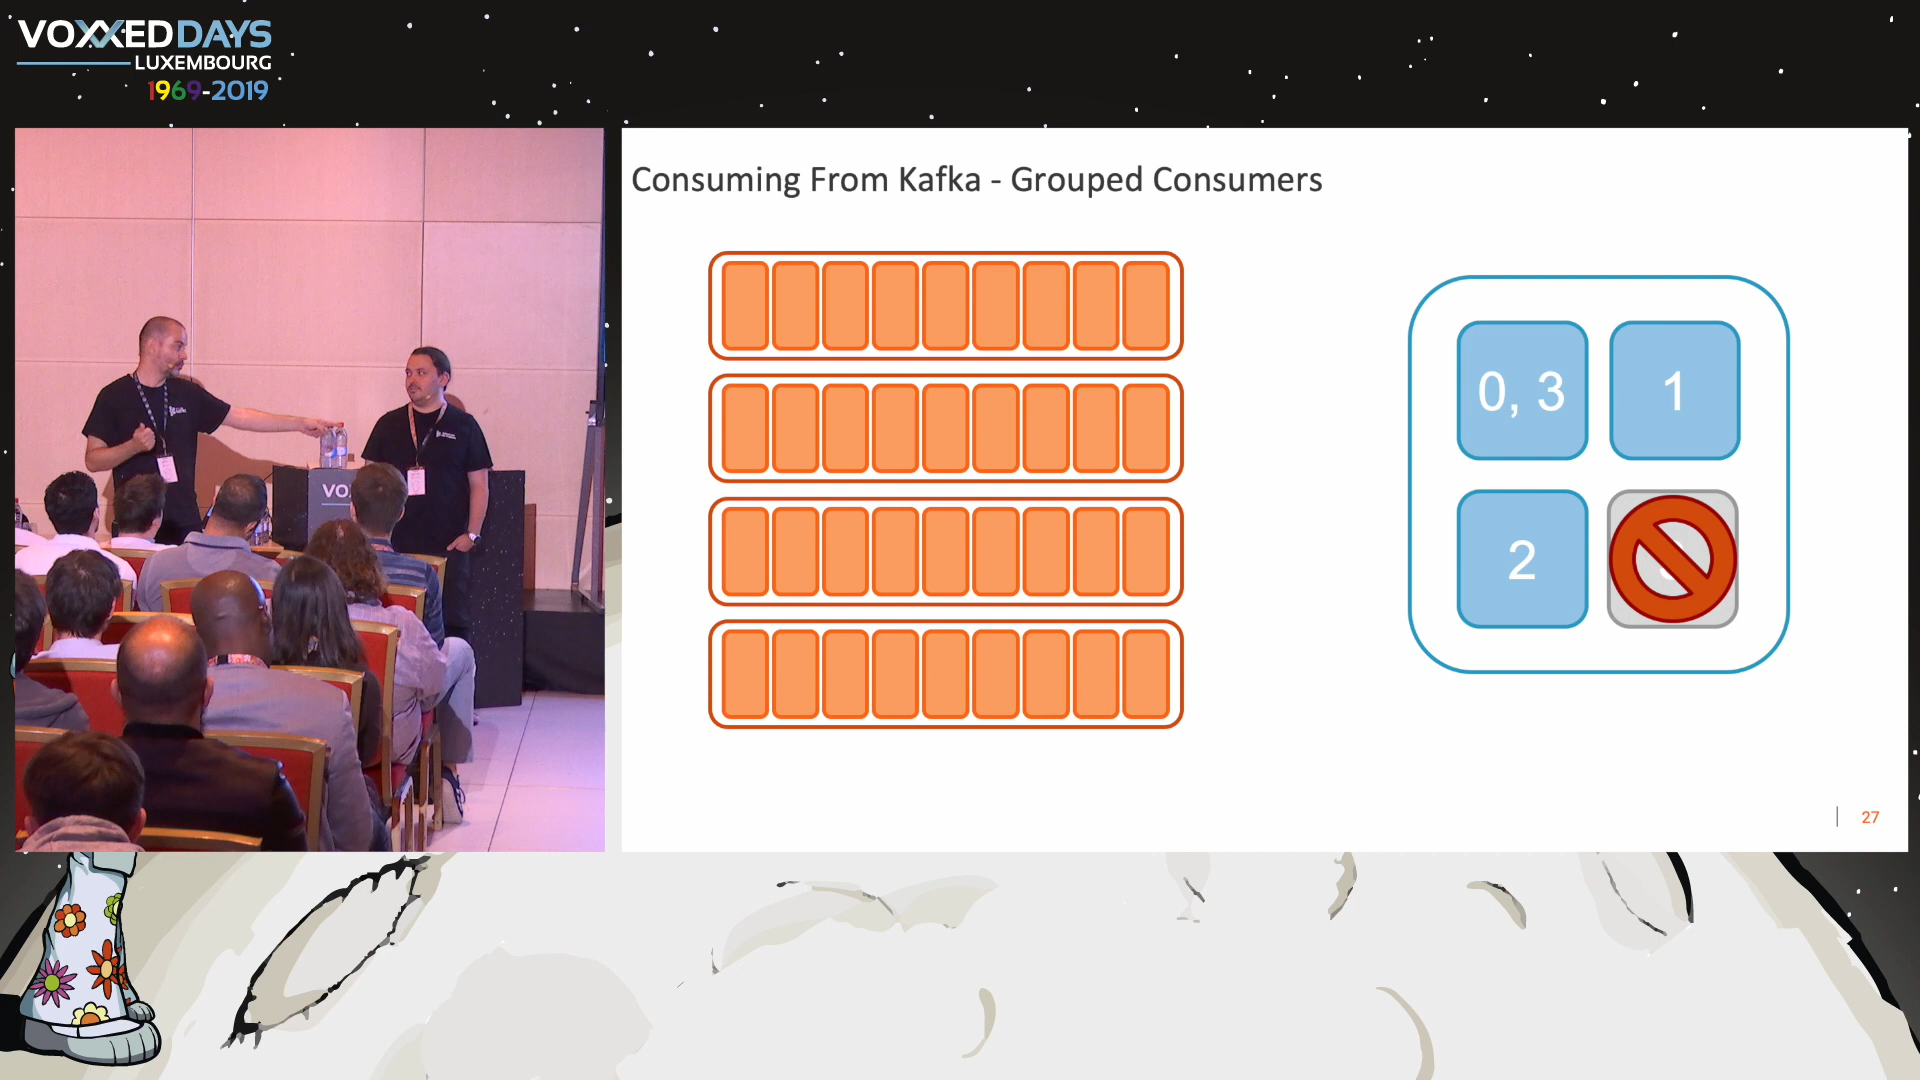 VOXXEDDAYS
LUXEMBOURG
1969-2019
Consuming From Kafka - Grouped Consumers
0, 3
1
2
27
VO